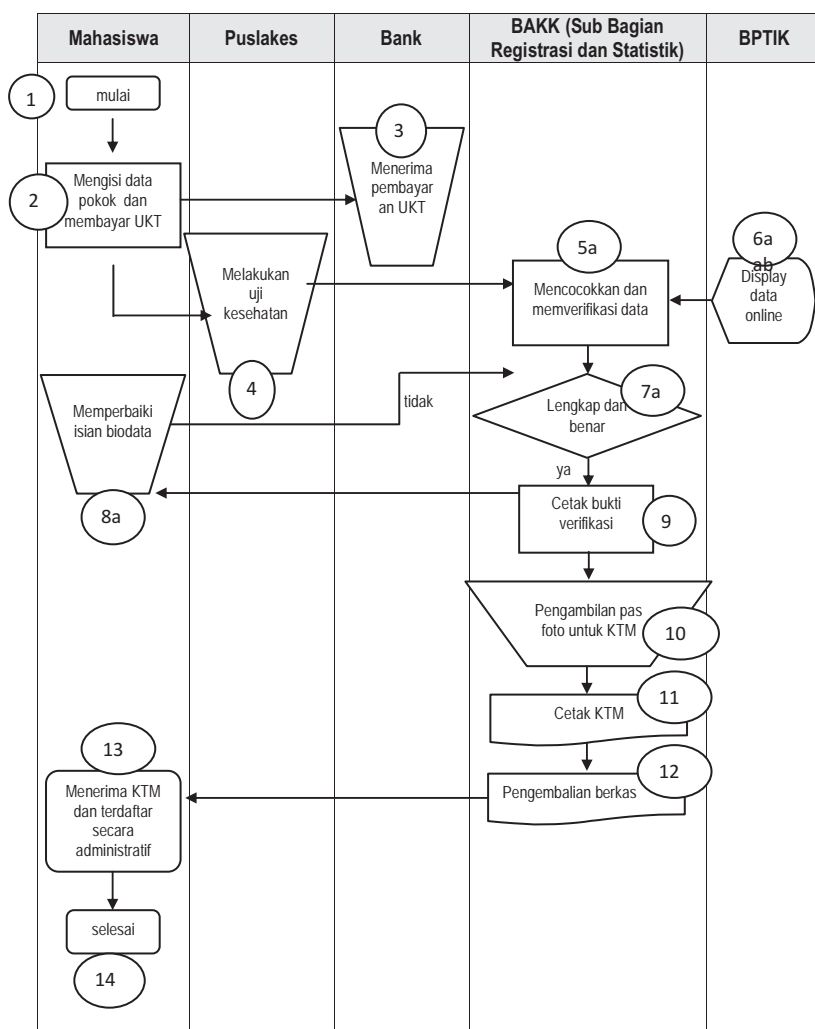 Mahasiswa
Puslakes
Bank
BAKK (Sub Bagian
Registrasi dan Statistik)
BPTIK
1
mulai
3
Menerima
pembayar
an UKT
2
Mengisi data
pokok dan
membayar UKT
5a
6a
ab
Melakukan
uji
kesehatan
Mencocokkan dan
memverifikasi data
Display
data
online
4
7a
Memperbaiki
isian biodata
tidak
Lengkap dan
benar
ya
8a
Cetak bukti
verifikasi
9
Pengambilan pas
foto untuk KTM
10
11
Cetak KTM
13
12
Menerima KTM
dan terdaftar
secara
administratif
Pengembalian berkas
selesai
14